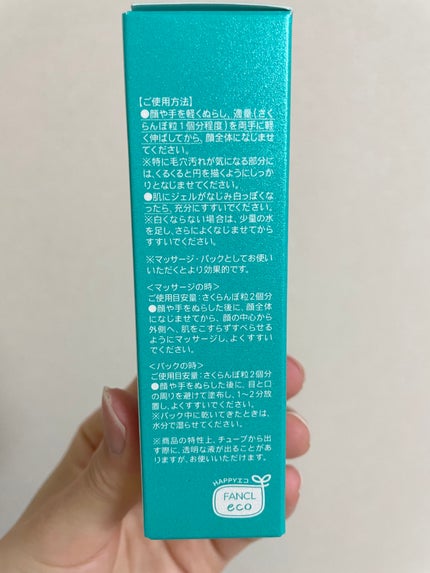 【ご使用方法】
●顔や手を軽くぬらし、適量(さく
らんぼ粒1個分程度)を両手に軽
く伸ばしてから、顔全体になじませ
てください。
※特に毛穴汚れが気になる部分に
は、くるくると円を描くようにしっか
りとなじませてください。
●肌にジェルがなじみ白っぽくな
ったら、充分にすすいでください。
※白くならない場合は、少量の水
を足し、さらによくなじませてから
すすいでください。
※マッサージ・パックとしてお使い
いただくとより効果的です。
<マッサージの時>
ご使用目安量:さくらんぼ粒2個分
●顔や手をぬらした後に、顔全体
になじませてから、顔の中心から
外側へ、肌をこすらずすべらせる
ようにマッサージし、よくすすい
でください。
<パックの時>
ご使用目安量:さくらんぼ粒2個分
●顔や手をぬらした後に、目と口
の周りを避けて塗布し、1~2分放
置し、よくすすいでください。
※パック中に乾いてきたときは、
水分で湿らせてください。
※商品の特性上、チューブから出
す際に、透明な液が出ることがあ
りますが、お使いいただけます。
HAPPYエコ
FANCL
eco